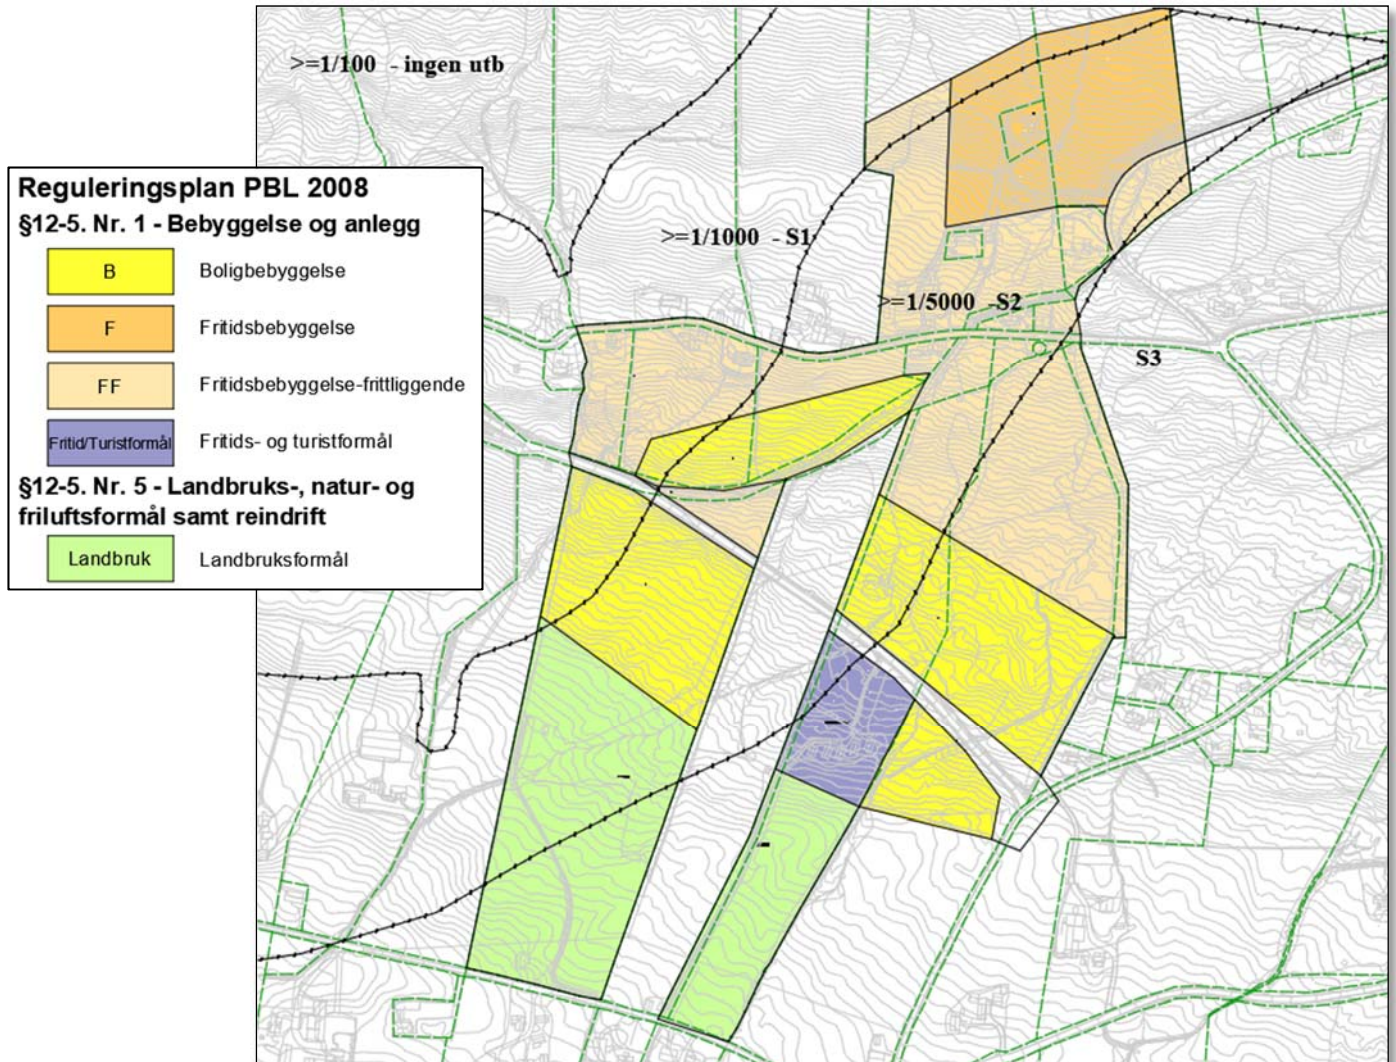 >=1/100 - ingen utb
Reguleringsplan PBL 2008
§12-5. Nr. 1 - Bebyggelse og anlegg
B Boligbebyggelse
F Fritidsbebyggelse
FF Fritidsbebyggelse-frittliggende
Fritid/Turistformål Fritids- og turistformål
§12-5. Nr. 5 - Landbruks-, natur- og
friluftsformål samt reindrift
Landbruk Landbruksformål
>=1/1000 - S1
>=1/5000 -S2
S3